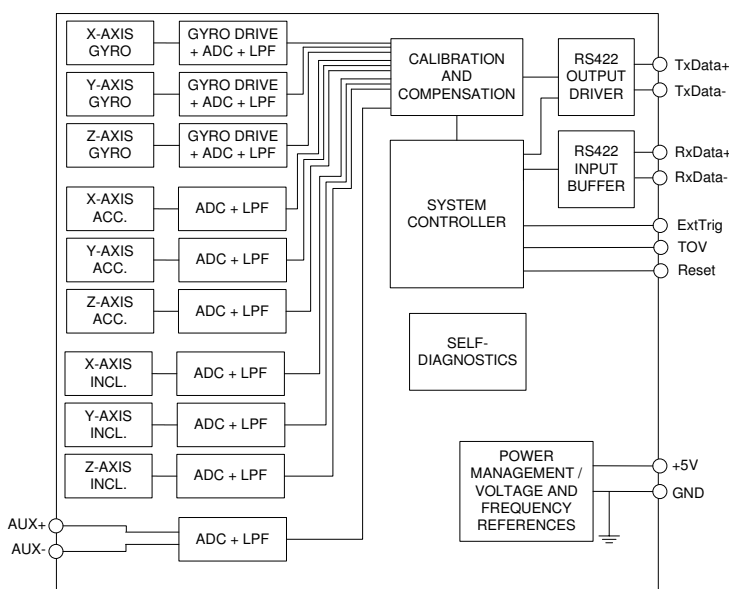 X-AXIS
GYRO
GYRO DRIVE
+ ADC + LPF
Y-AXIS
GYRO
GYRO DRIVE
+ ADC + LPF
Z-AXIS
GYRO
GYRO DRIVE
+ ADC + LPF
X-AXIS
ACC.
ADC + LPF
Y-AXIS
ACC.
ADC + LPF
Z-AXIS
ACC.
ADC + LPF
X-AXIS
INCL.
ADC + LPF
Y-AXIS
INCL.
ADC + LPF
Z-AXIS
INCL.
ADC + LPF
AUX+
AUX-
ADC + LPF
CALIBRATION
AND
COMPENSATION
RS422
OUTPUT
DRIVER
TxData+
TxData-
RS422
INPUT
BUFFER
RxData+
RxData-
SYSTEM
CONTROLLER
ExtTrig
TOV
Reset
SELF-
DIAGNOSTICS
POWER
MANAGEMENT /
VOLTAGE AND
FREQUENCY
REFERENCES
+5V
GND